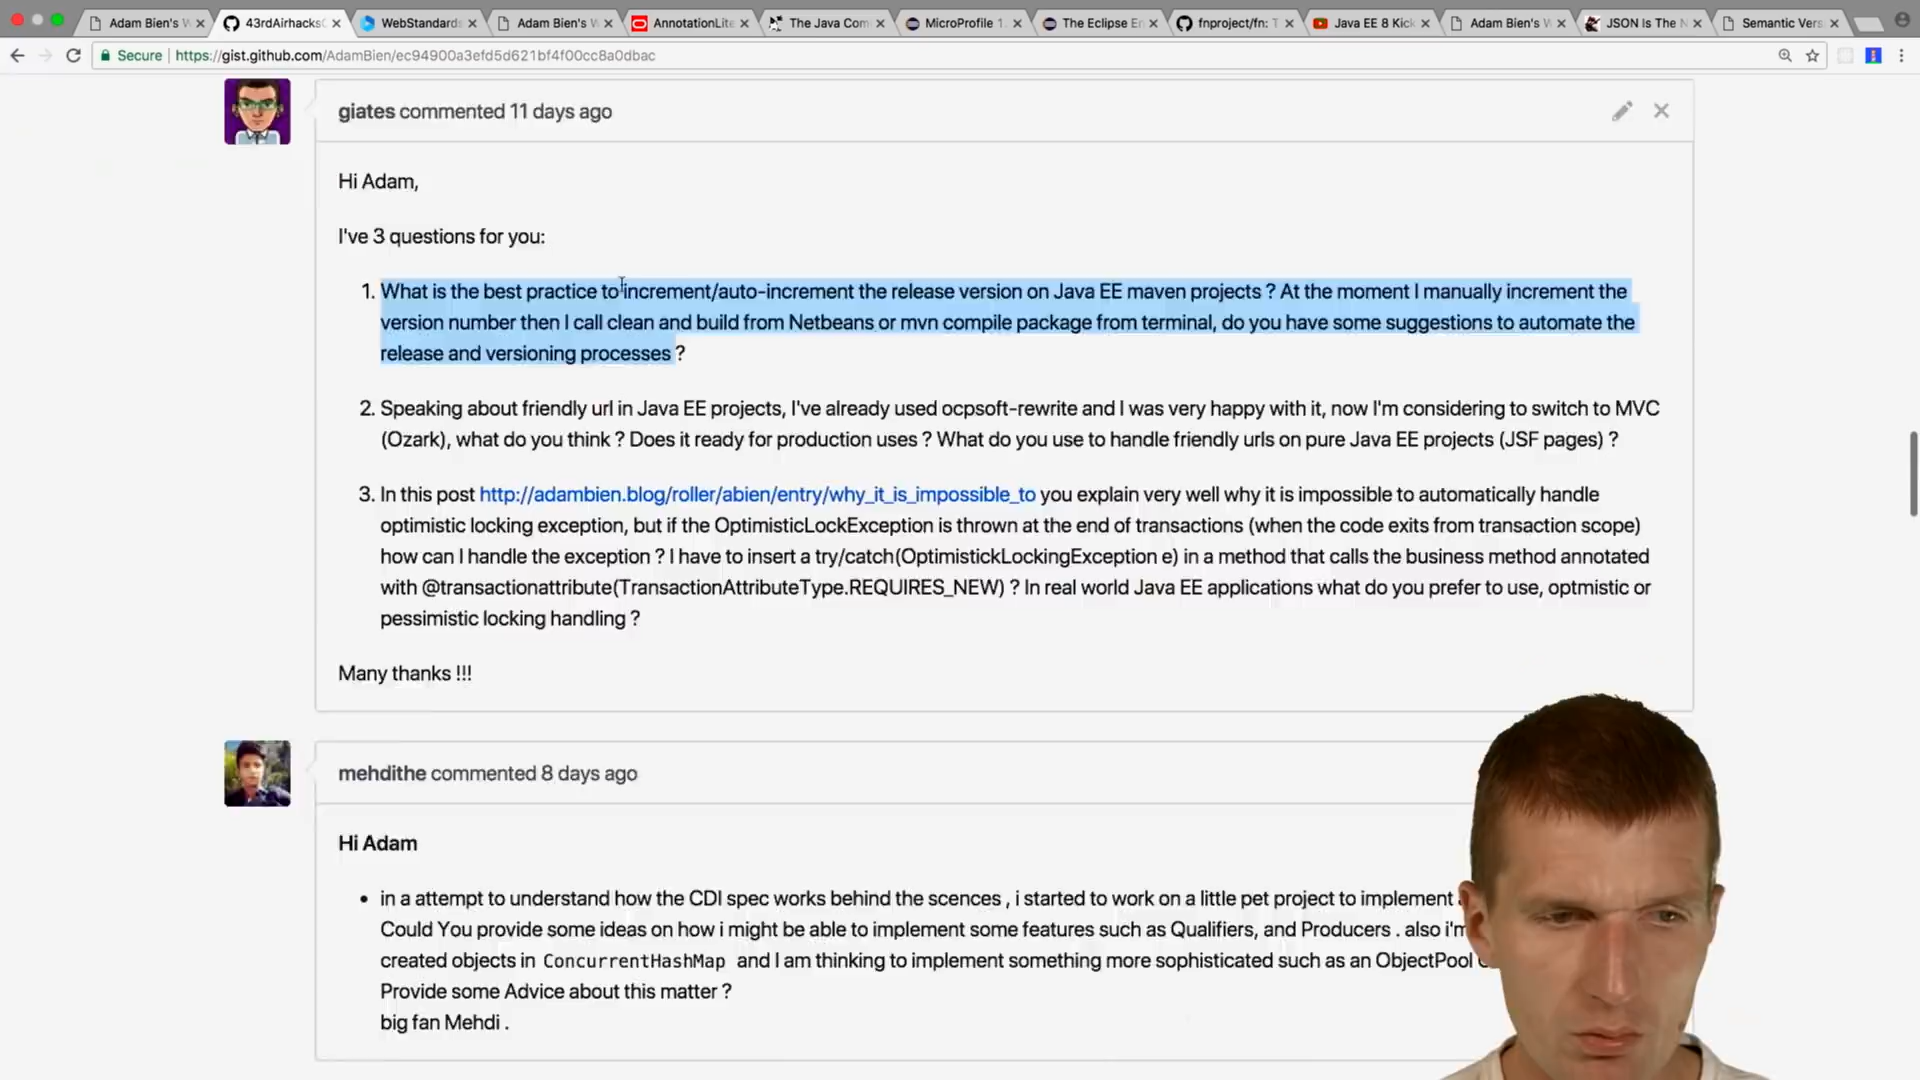 Adam Bien's W
43rdAirhacksQ
WebStandards
Adam Bien's W
AnnotationLite
The Java Com
MicroProfile 1.
The Eclipse En
fnproject/fn: T
Java EE 8 Kick
Adam Bien's W
JSON Is The N
Semantic Vers
Secure https://gist.github.com/AdamBien/ec94900a3efd5d621bf4f00cc8a0dbac
giates commented 11 days ago
Hi Adam,
I've 3 questions for you:
1. What is the best practice to increment/auto-increment the release version on Java EE maven projects ? At the moment I manually increment the
version number then I call clean and build from Netbeans or mvn compile package from terminal, do you have some suggestions to automate the
release and versioning processes ?
2. Speaking about friendly url in Java EE projects, I've already used ocpsoft-rewrite and I was very happy with it, now I'm considering to switch to MVC
(Ozark), what do you think ? Does it ready for production uses ? What do you use to handle friendly urls on pure Java EE projects (JSF pages) ?
3. In this post http://adambien.blog/roller/abien/entry/why_it_is_impossible_to you explain very well why it is impossible to automatically handle
optimistic locking exception, but if the OptimisticLockException is thrown at the end of transactions (when the code exits from transaction scope)
how can I handle the exception ? I have to insert a try/catch(OptimistickLockingException e) in a method that calls the business method annotated
with @transactionattribute(TransactionAttributeType.REQUIRES_NEW) ? In real world Java EE applications what do you prefer to use, optmistic or
pessimistic locking handling ?
Many thanks !!!
mehdithe commented 8 days ago
Hi Adam
• in a attempt to understand how the CDI spec works behind the scences , i started to work on a little pet project to implement
Could You provide some ideas on how i might be able to implement some features such as Qualifiers, and Producers . also i'm
created objects in ConcurrentHashMap and I am thinking to implement something more sophisticated such as an ObjectPool
Provide some Advice about this matter ?
big fan Mehdi .